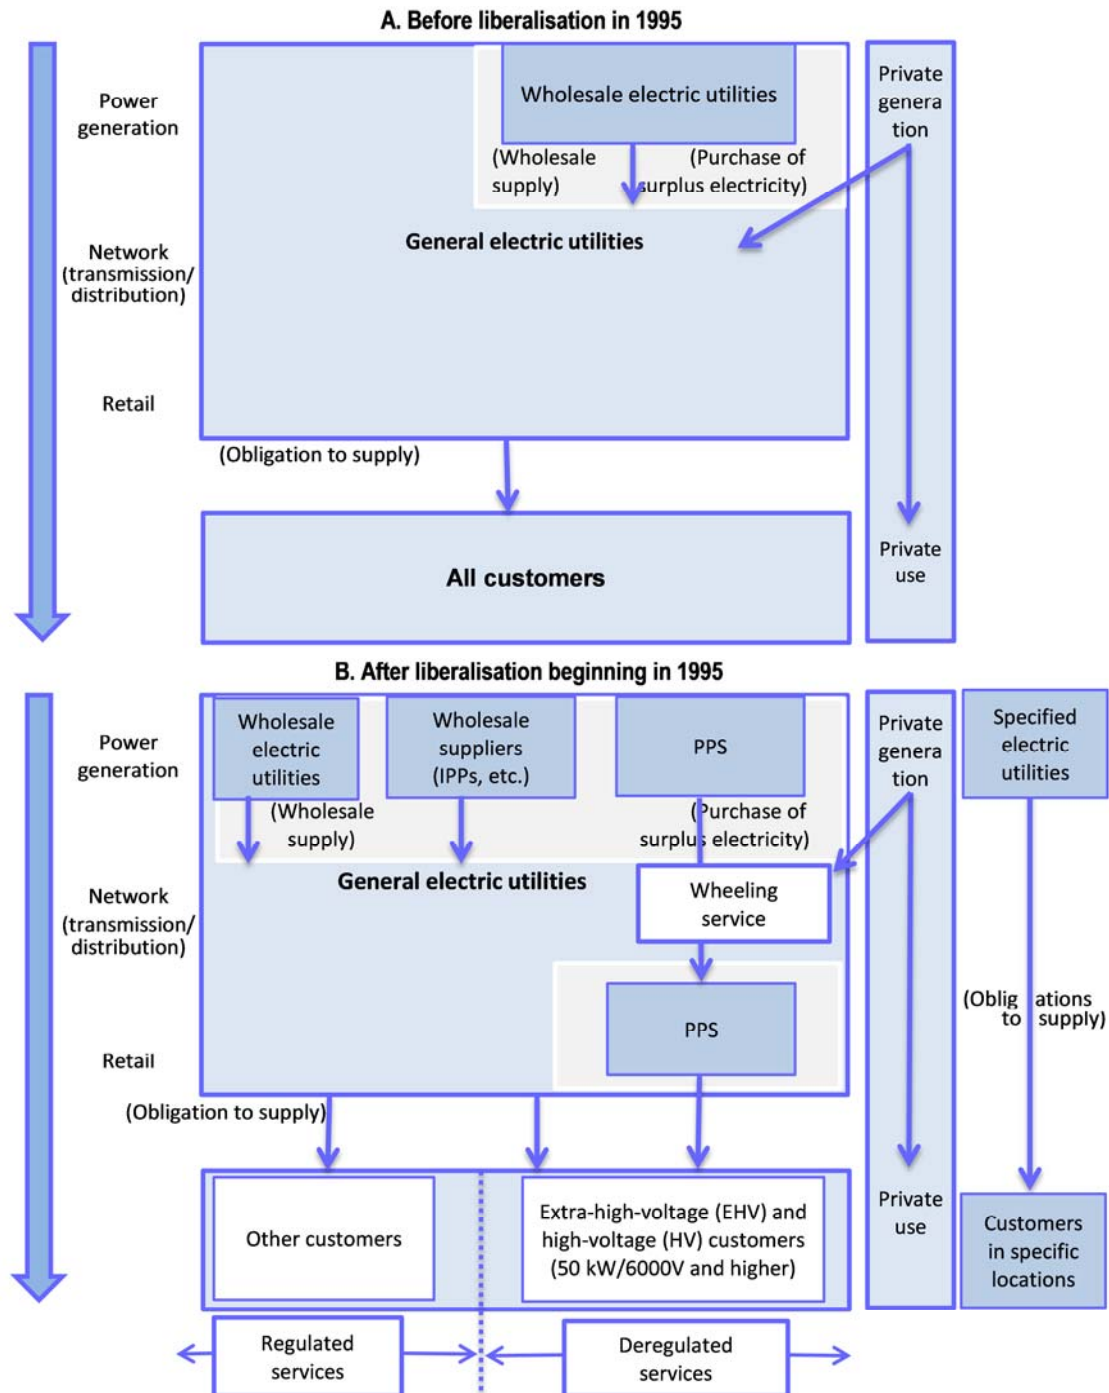 A. Before liberalisation in 1995
Power
generation
Wholesale electric utilities
Private
genera
tion
(Wholesale
supply)
(Purchase of
surplus electricity)
General electric utilities
Network
(transmission/
distribution)
Retail
(Obligation to supply)
All customers
Private
use
B. After liberalisation beginning in 1995
Power
generation
Wholesale
electric
utilities
Wholesale
suppliers
(IPPs, etc.)
PPS
Private
genera
tion
Specified
electric
utilities
(Wholesale
supply)
(Purchase of
surplus electricity)
General electric utilities
Wheeling
service
Network
(transmission/
distribution)
PPS
(Obligations
to supply)
Retail
(Obligation to supply)
Other customers
Extra-high-voltage (EHV) and
high-voltage (HV) customers
(50 kW/6000V and higher)
Private
use
Customers
in specific
locations
Regulated
services
Deregulated
services